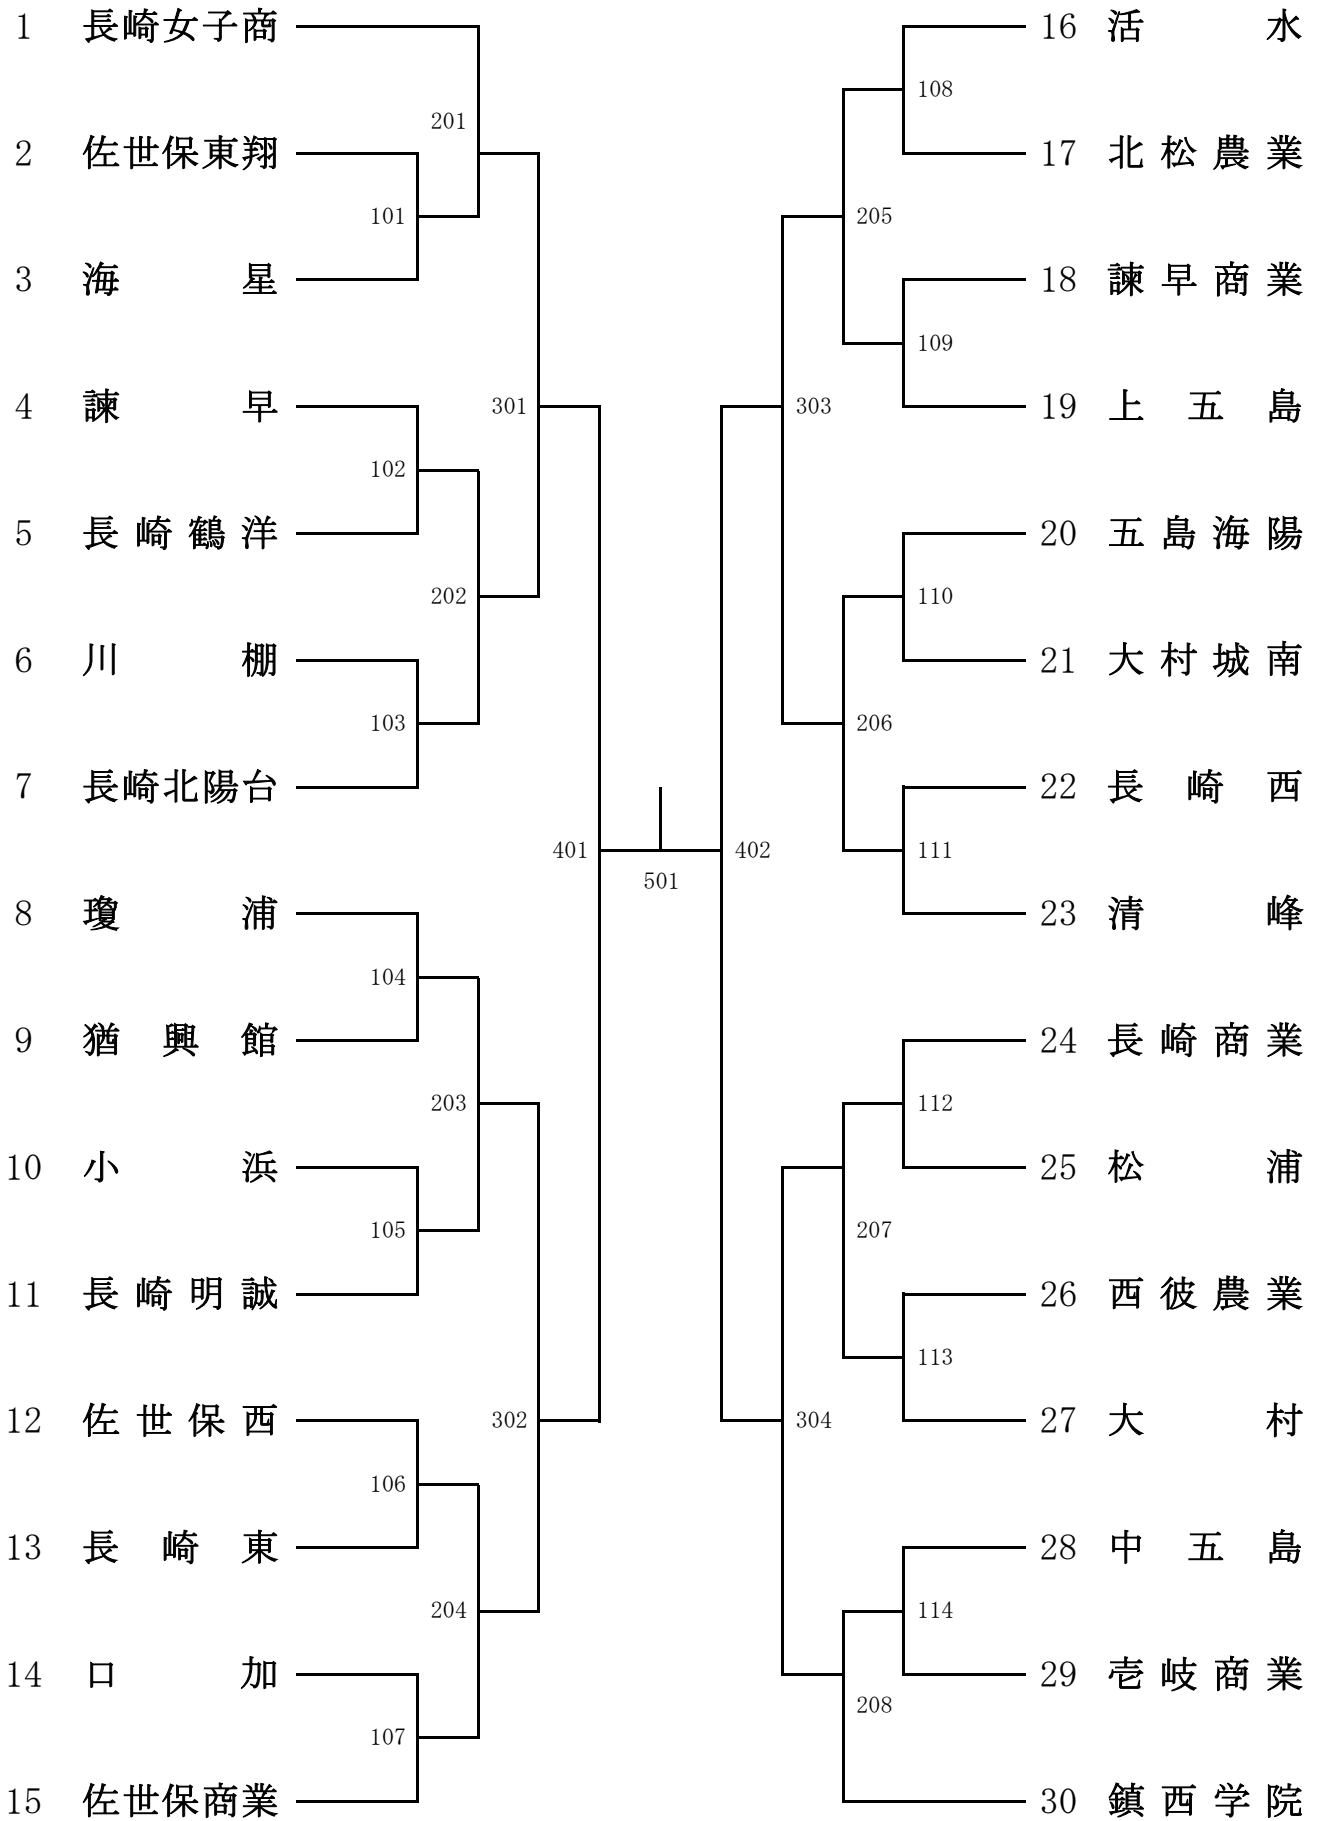 1 長崎女子商
201
2 佐世保東翔
101
3 海星
4 諫早
301
102
5 長崎鶴洋
202
6 川棚
103
7 長崎北陽台
401
8 瓊浦
104
9 猶興館
203
10 小浜
105
11 長崎明誠
12 佐世保西
302
106
13 長崎東
204
14 口加
107
15 佐世保商業
501
16 活水
108
17 北松農業
205
18 諫早商業
109
19 上五島
303
20 五島海陽
110
21 大村城南
206
22 長崎西
111
402
23 清峰
24 長崎商業
112
25 松浦
207
26 西彼農業
113
27 大村
304
28 中五島
114
29 壱岐商業
208
30 鎮西学院